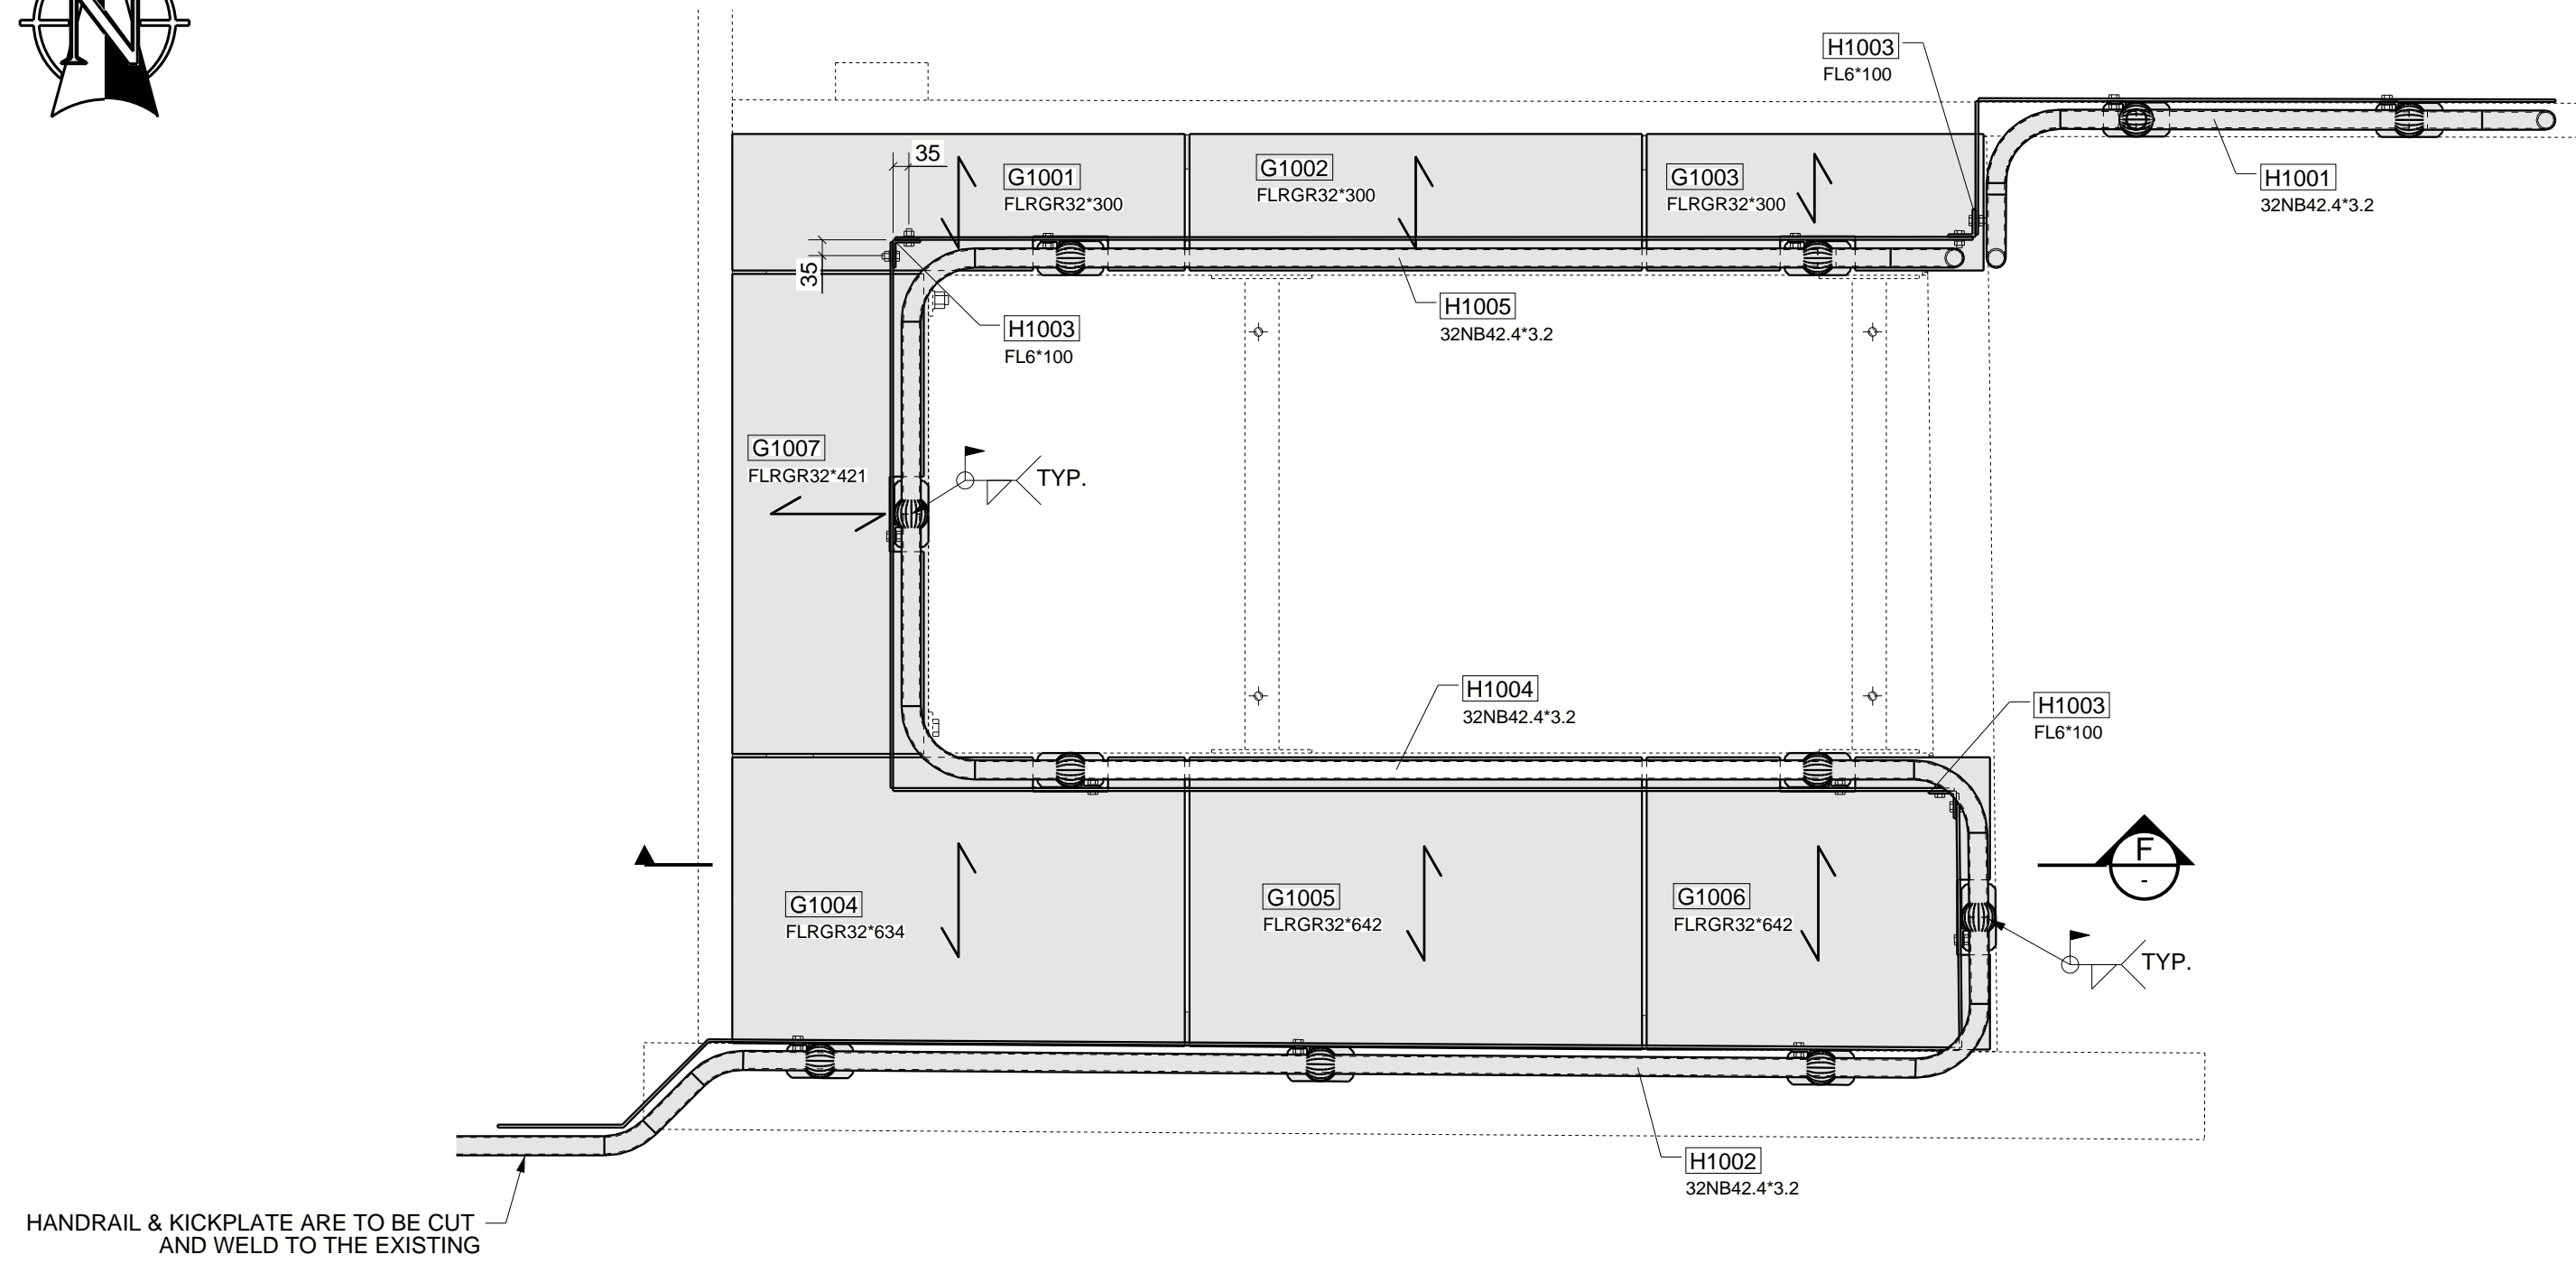 N
H1003
FL6*100
35
G1001
FLRGR32*300
G1002
FLRGR32*300
G1003
FLRGR32*300
H1001
32NB42.4*3.2
35
H1003
FL6*100
H1005
32NB42.4*3.2
G1007
FLRGR32*421
TYP.
H1004
32NB42.4*3.2
H1003
FL6*100
G1004
FLRGR32*634
G1005
FLRGR32*642
G1006
FLRGR32*642
F
-
TYP.
H1002
32NB42.4*3.2
HANDRAIL & KICKPLATE ARE TO BE CUT
AND WELD TO THE EXISTING